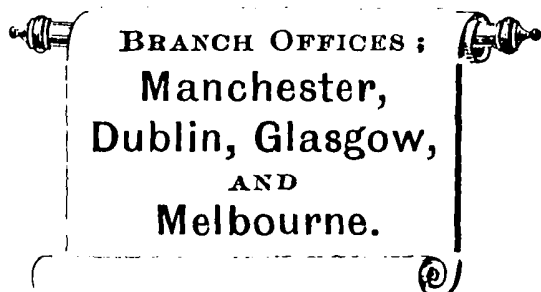 BRANCH OFFICES;
Manchester,
Dublin, Glasgow,
AND
Melbourne.